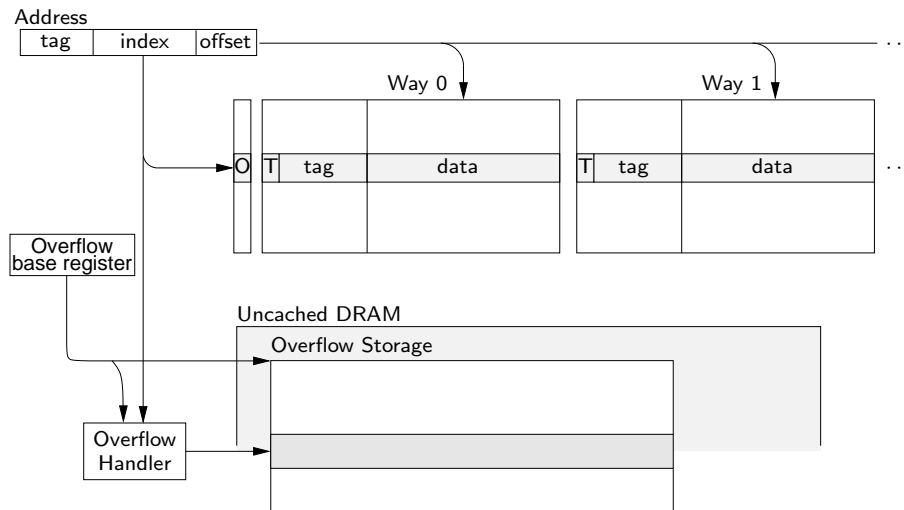 Address
tag index offset
Way 0 Way 1
O T tag data T tag data
Overflow
base register
Uncached DRAM
Overflow Storage
Overflow
Handler